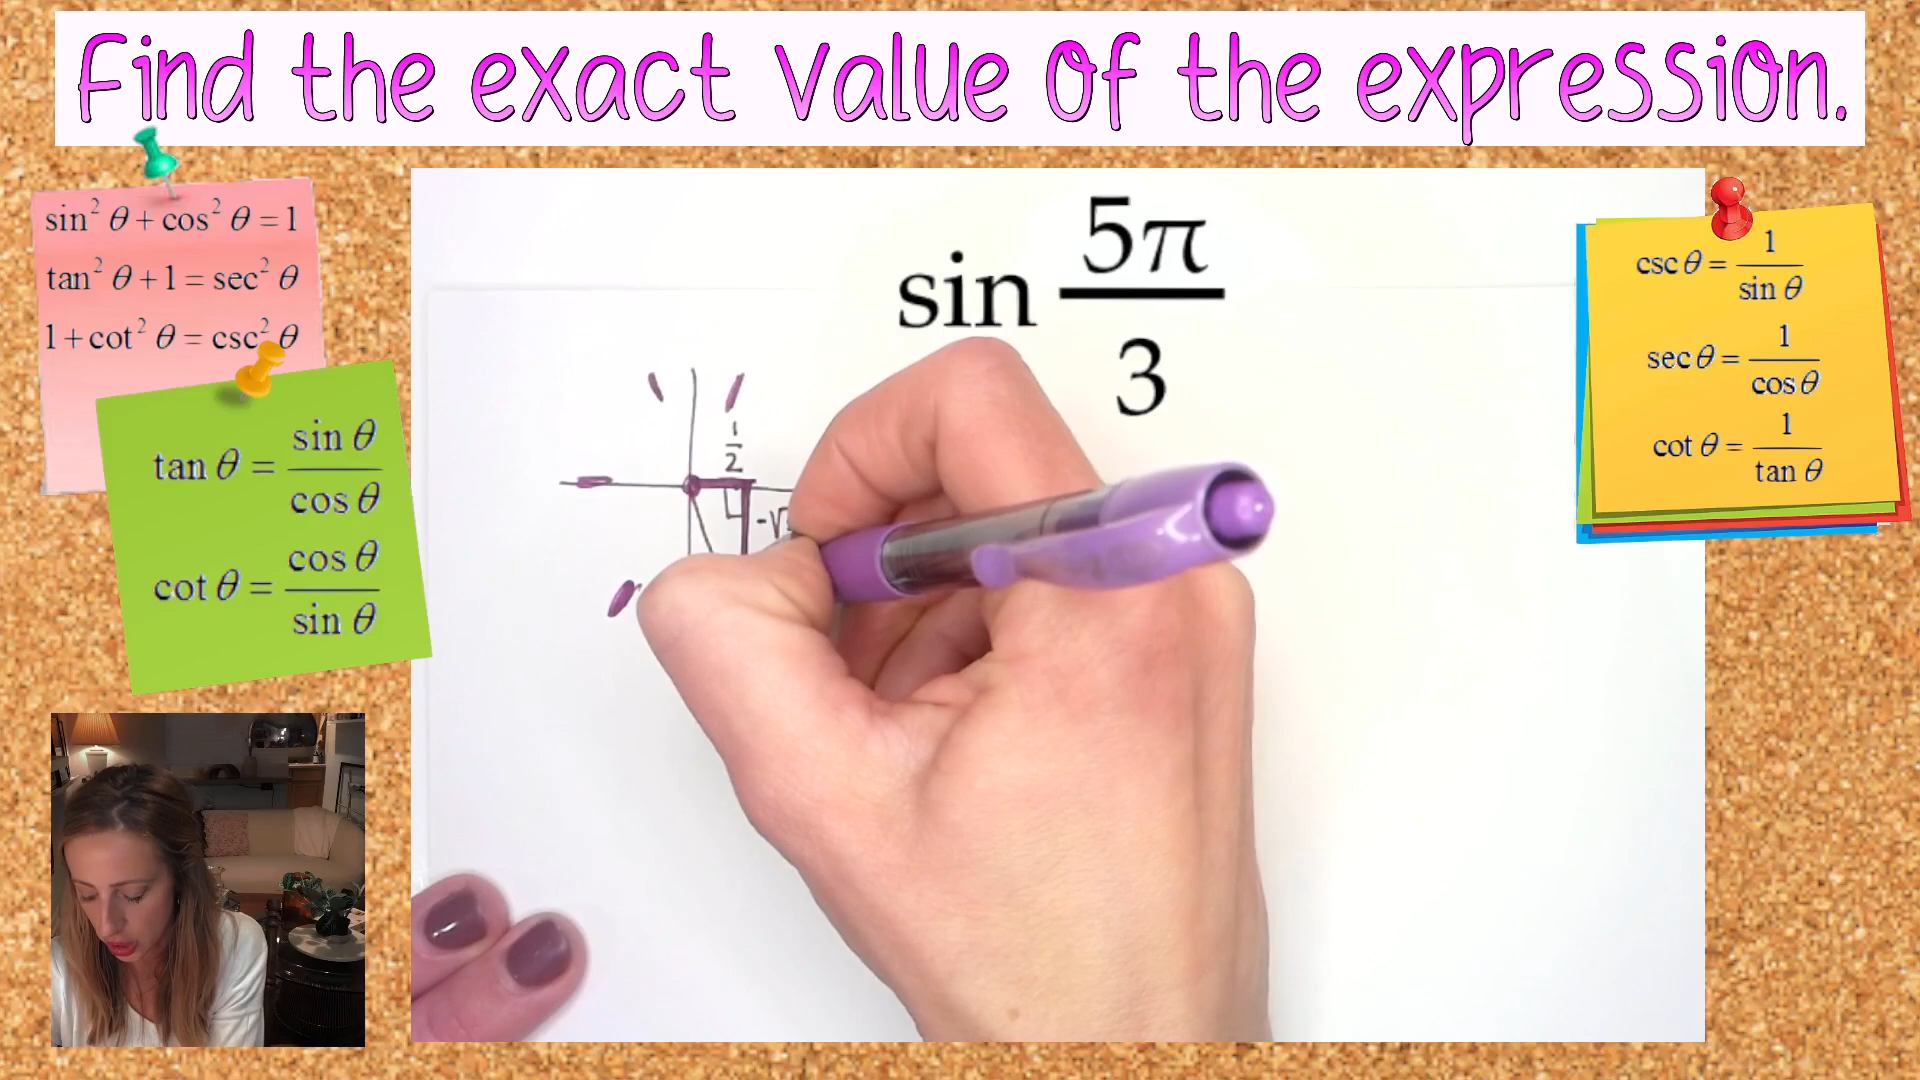 Find the exact value of the expression.
sin² θ + cos² θ = 1
tan² θ + 1 = sec² θ
1 + cot² θ = csc² θ
tan θ = sin θ / cos θ
cot θ = cos θ / sin θ
sin 5π / 3
1 / 2
csc θ = 1 / sin θ
sec θ = 1 / cos θ
cot θ = 1 / tan θ